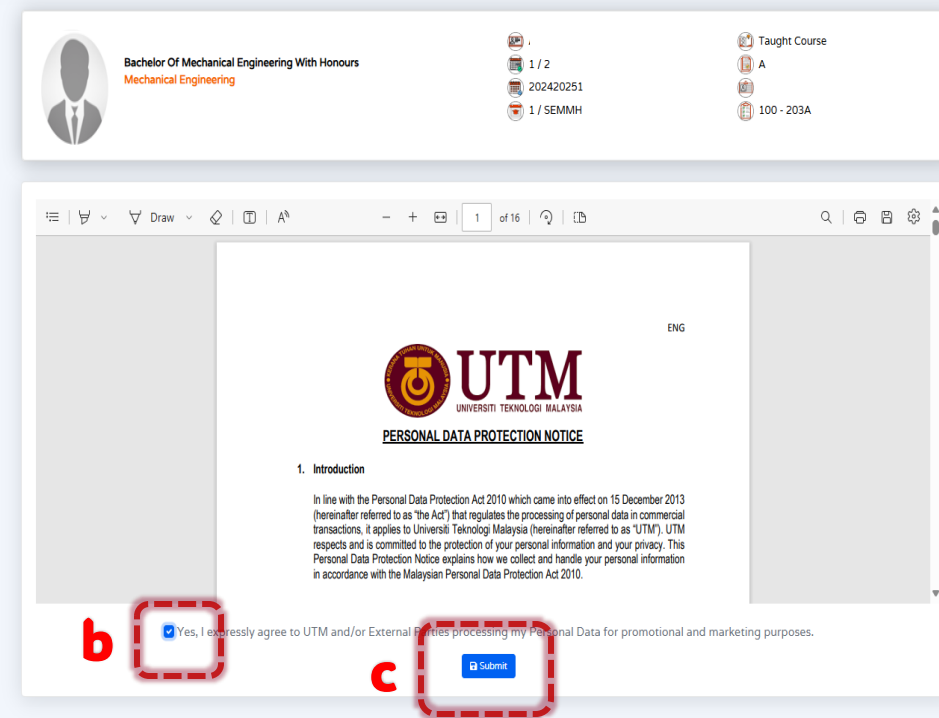 Bachelor Of Mechanical Engineering With Honours
Mechanical Engineering
1 / 2
202420251
1 / SEMMH
Taught Course
A
100 - 203A
Draw
1 of 16
ENG
UTM
UNIVERSITI TEKNOLOGI MALAYSIA
PERSONAL DATA PROTECTION NOTICE
1. Introduction
In line with the Personal Data Protection Act 2010 which came into effect on 15 December 2013
(hereinafter referred to as “the Act”) that regulates the processing of personal data in commercial
transactions, it applies to Universiti Teknologi Malaysia (hereinafter referred to as “UTM”). UTM
respects and is committed to the protection of your personal information and your privacy. This
Personal Data Protection Notice explains how we collect and handle your personal information
in accordance with the Malaysian Personal Data Protection Act 2010.
b
Yes, I expressly agree to UTM and/or External Parties processing my Personal Data for promotional and marketing purposes.
c
Submit